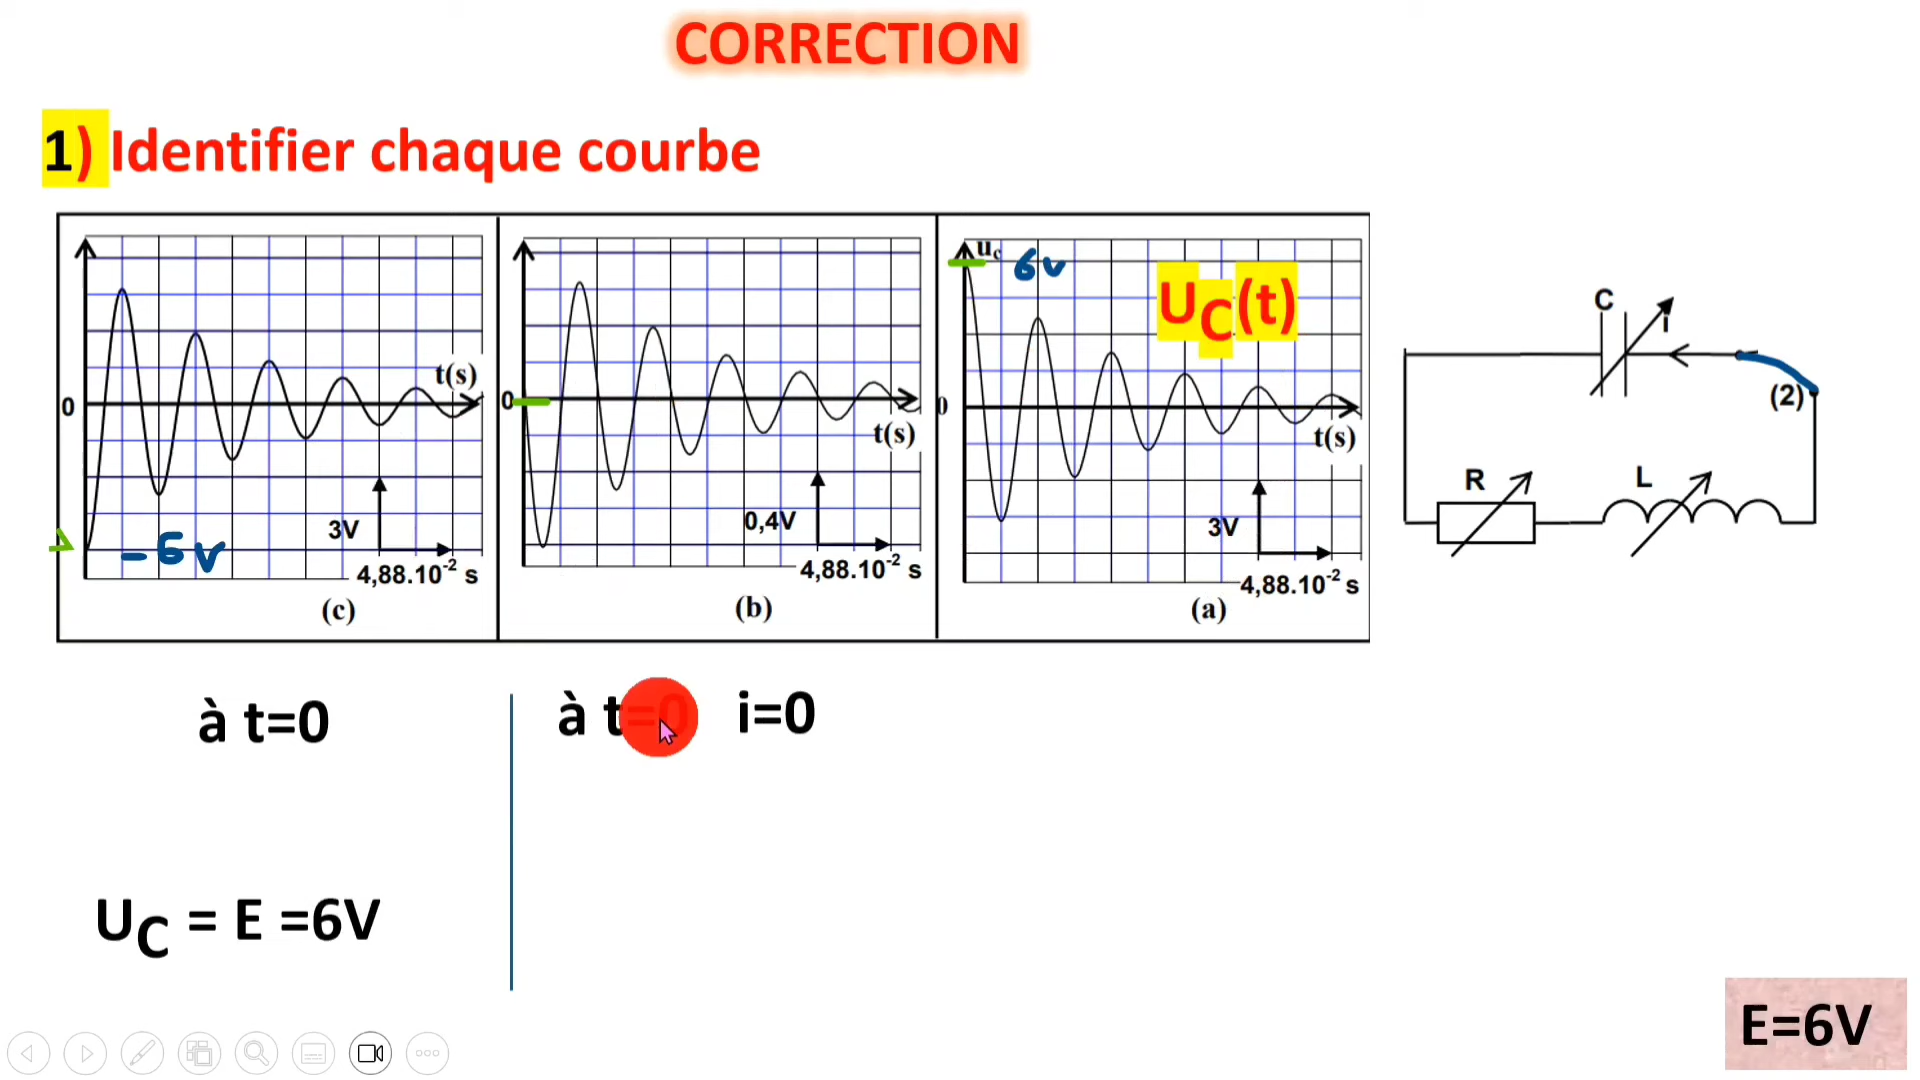 CORRECTION
1) Identifier chaque courbe
0
t(s)
3V
4,88.10-2 s
(c)
-6v
0
t(s)
0,4V
4,88.10-2 s
(b)
uc
6v
UC(t)
0
t(s)
3V
4,88.10-2 s
(a)
C
i
(2)
R
L
à t=0
UC = E =6V
à t=0 i=0
E=6V